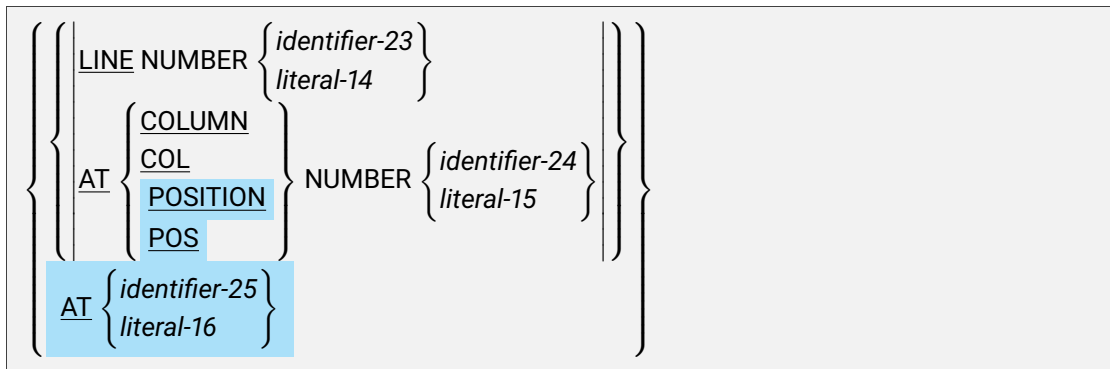 LINE NUMBER identifier-23
literal-14
COLUMN
COL
AT NUMBER identifier-24
literal-15
POSITION
POS
AT identifier-25
literal-16